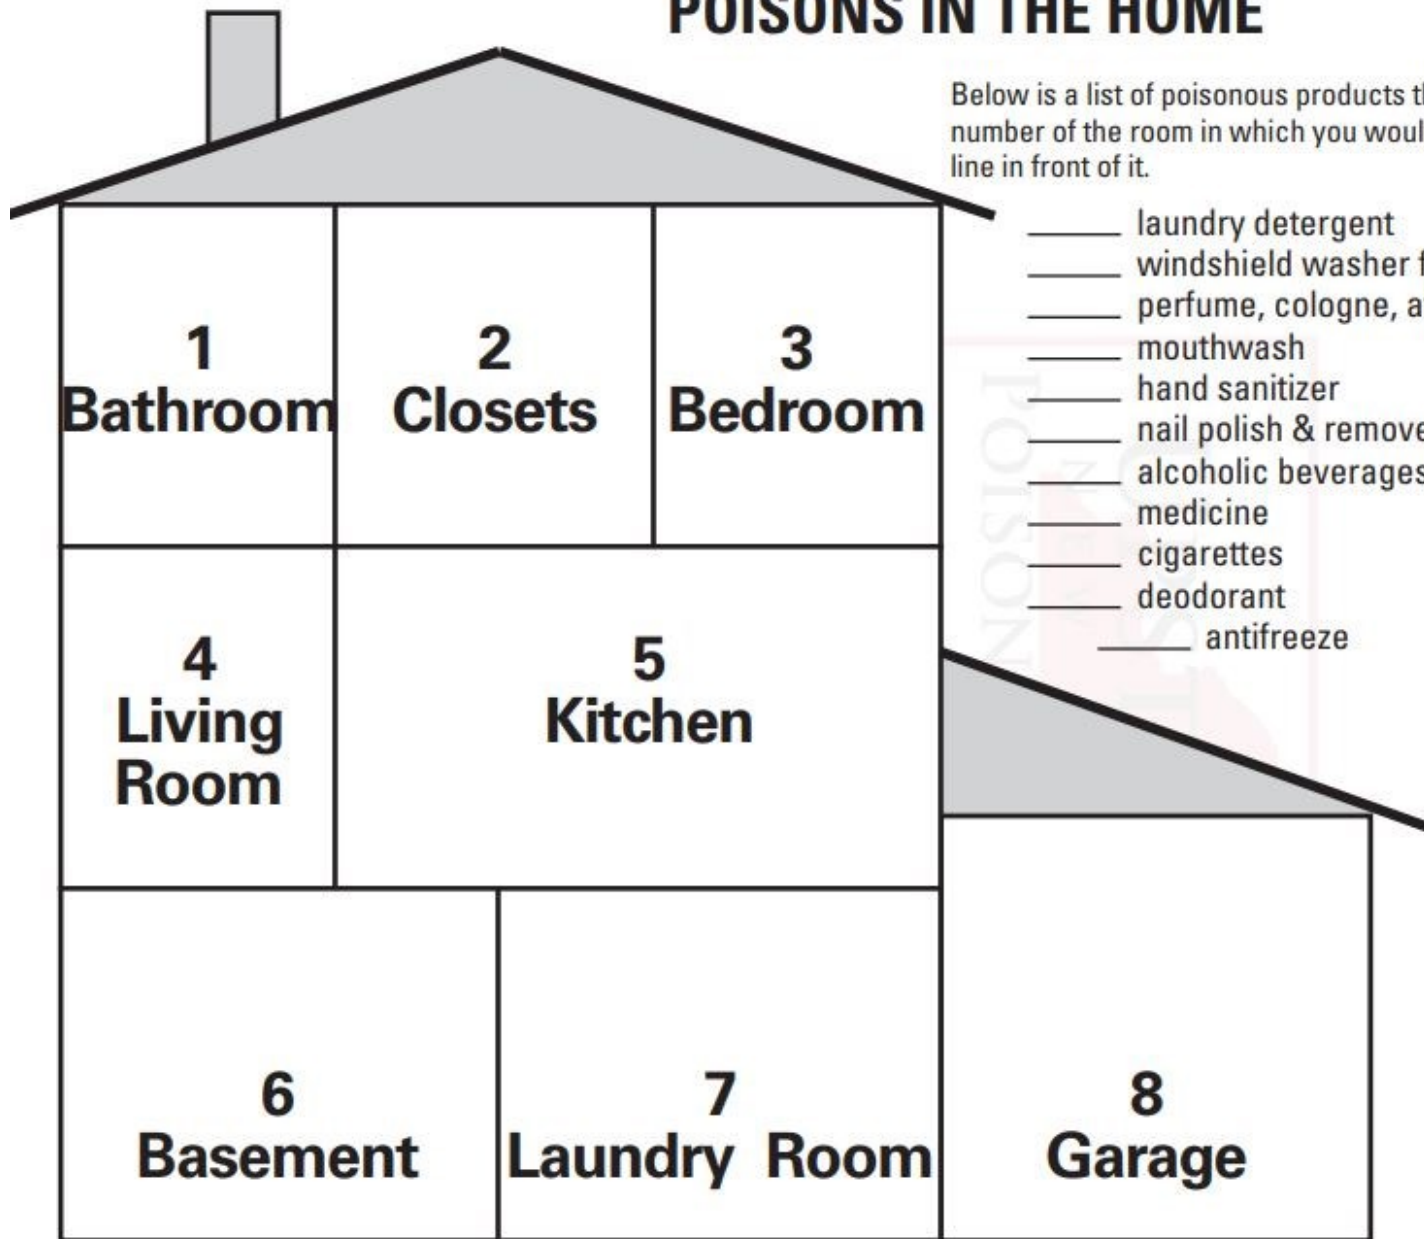 POISONS IN THE HOME
Below is a list of poisonous products
number of the room in which you
line in front of it.
laundry detergent
windshield washer
perfume, cologne,
mouthwash
hand sanitizer
nail polish &
alcoholic beverages
medicine
cigarettes
deodorant
antifreeze
1
Bathroom
2
Closets
3
Bedroom
4
Living
Room
5
Kitchen
6
Basement
7
Laundry Room
8
Garage
POISON